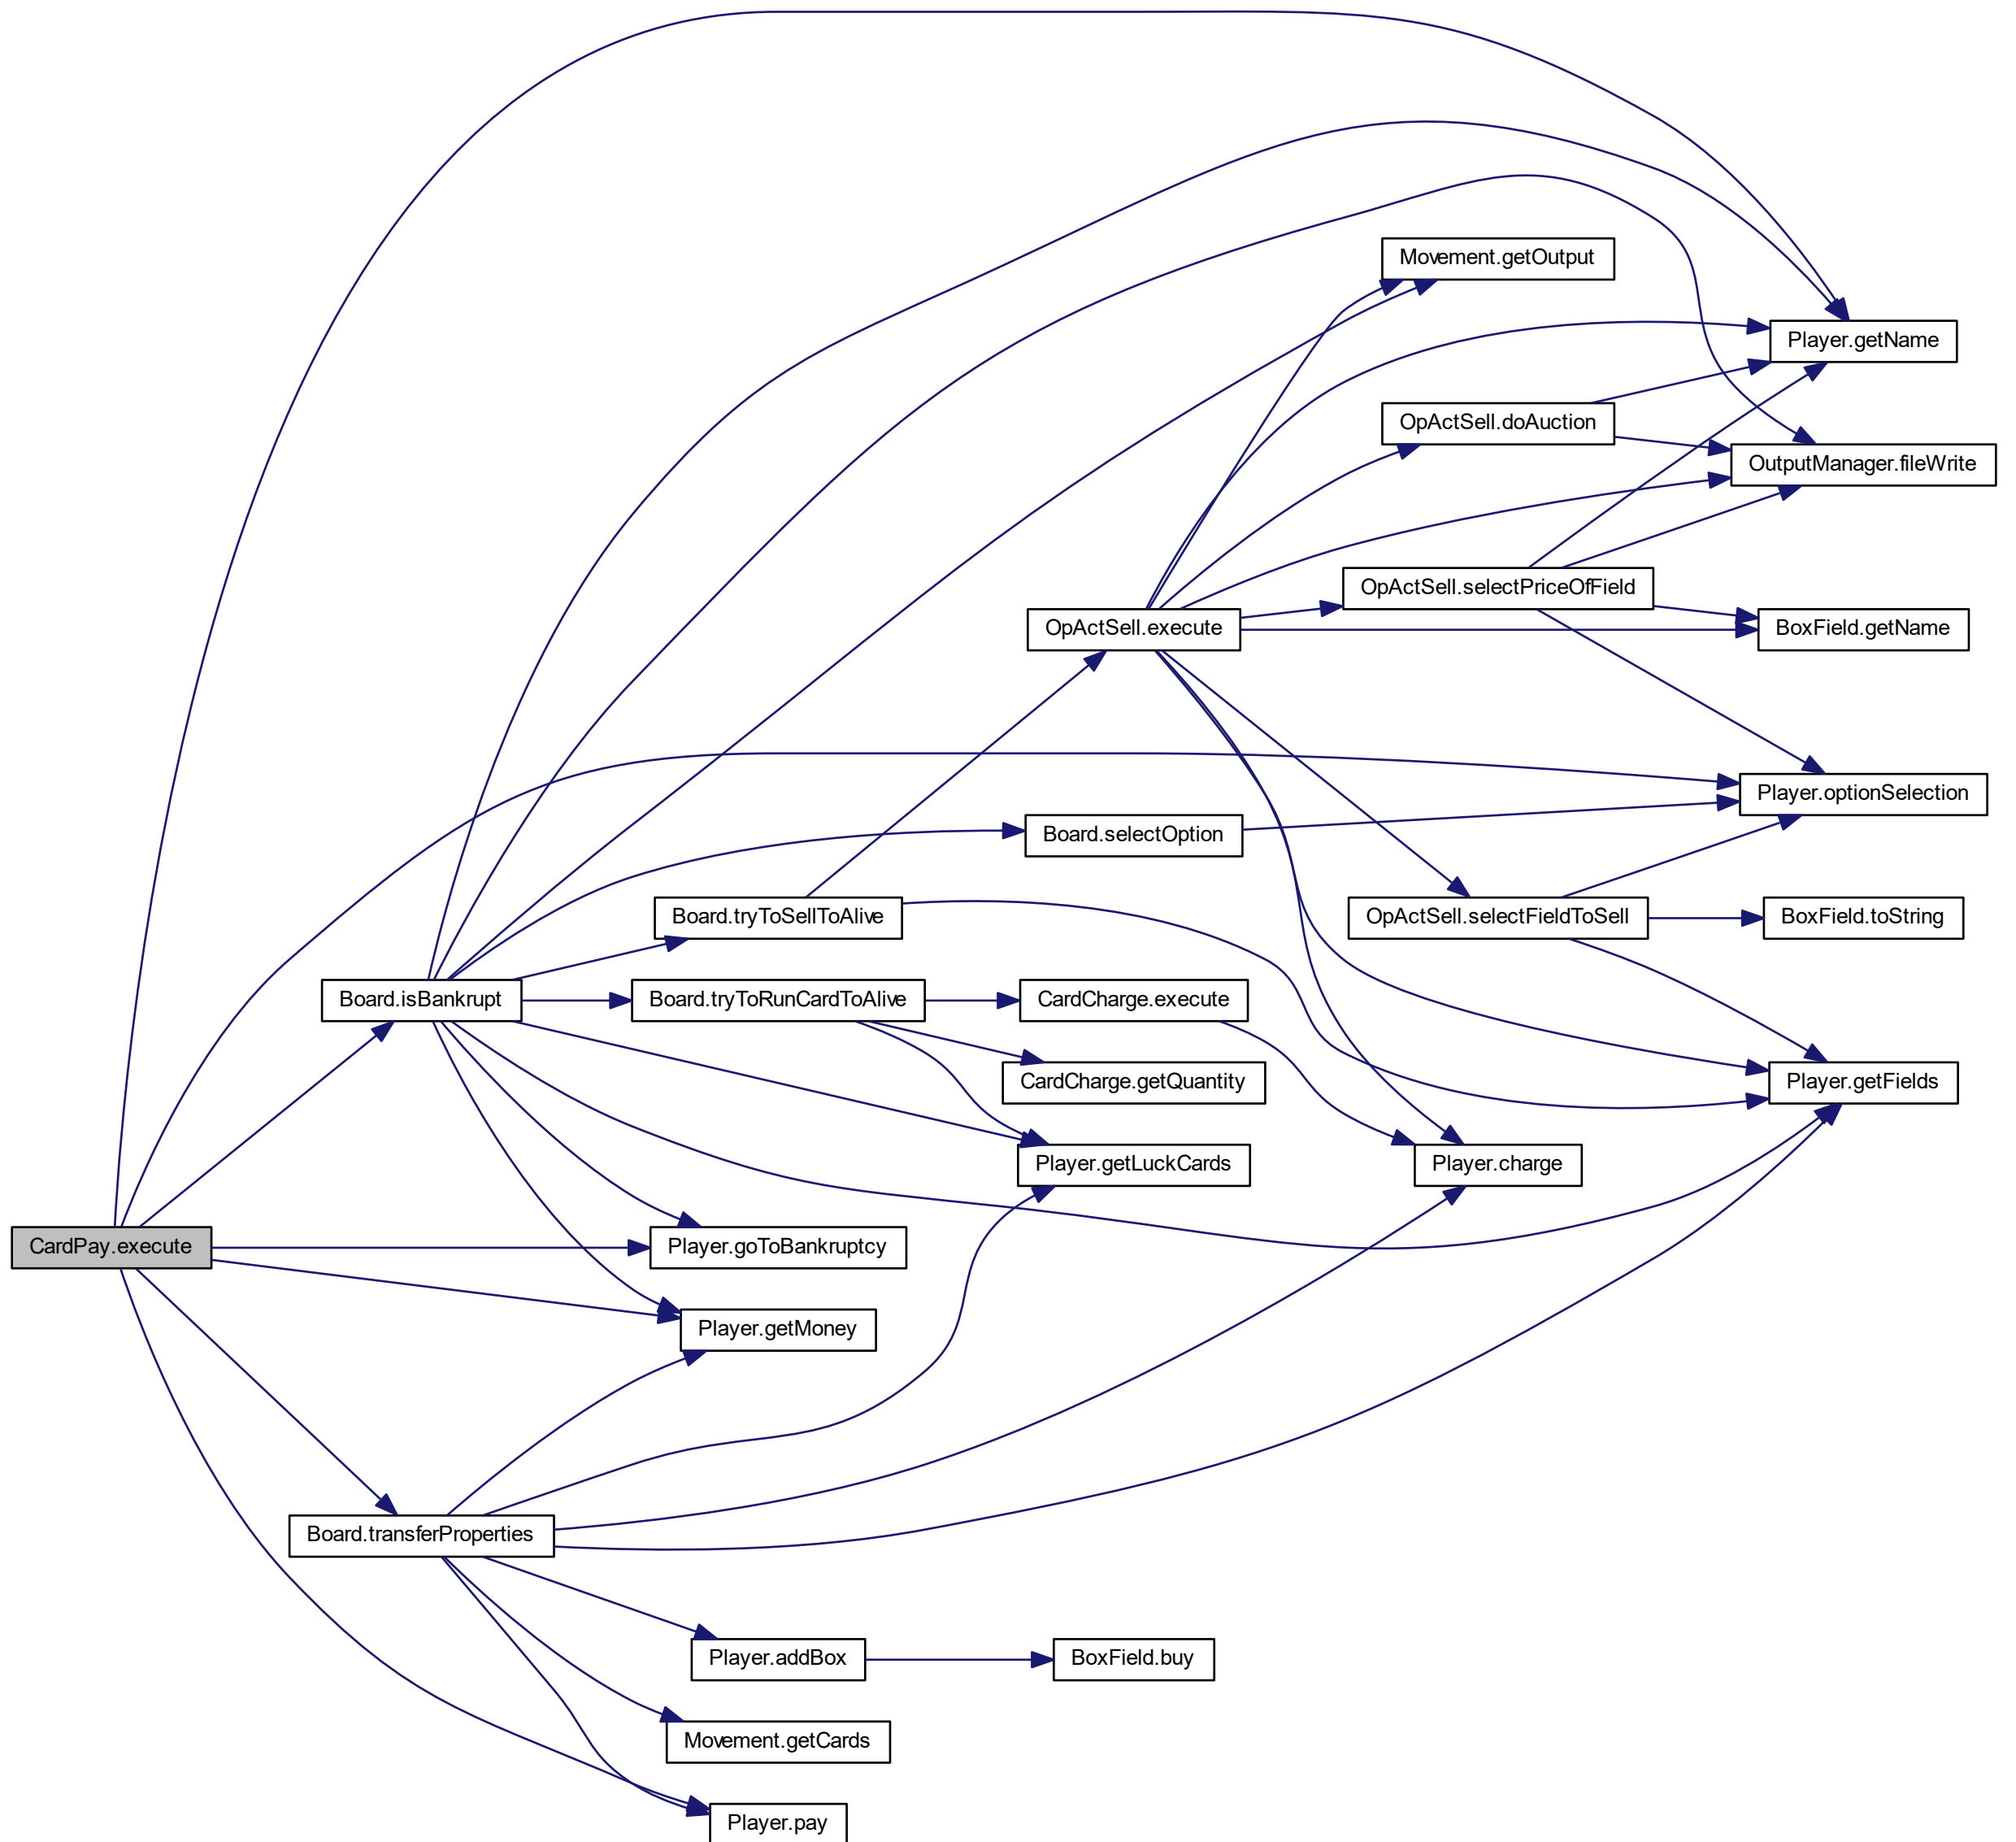 Movement.getOutput
Player.getName
OpActSell.doAuction
OutputManager.fileWrite
OpActSell.selectPriceOfField
OpActSell.execute
BoxField.getName
Player.optionSelection
Board.selectOption
Board.tryToSellToAlive
OpActSell.selectFieldToSell
BoxField.toString
Board.isBankrupt
Board.tryToRunCardToAlive
CardCharge.execute
CardCharge.getQuantity
Player.getFields
Player.getLuckCards
Player.charge
CardPay.execute
Player.goToBankruptcy
Player.getMoney
Board.transferProperties
Player.addBox
BoxField.buy
Movement.getCards
Player.pay